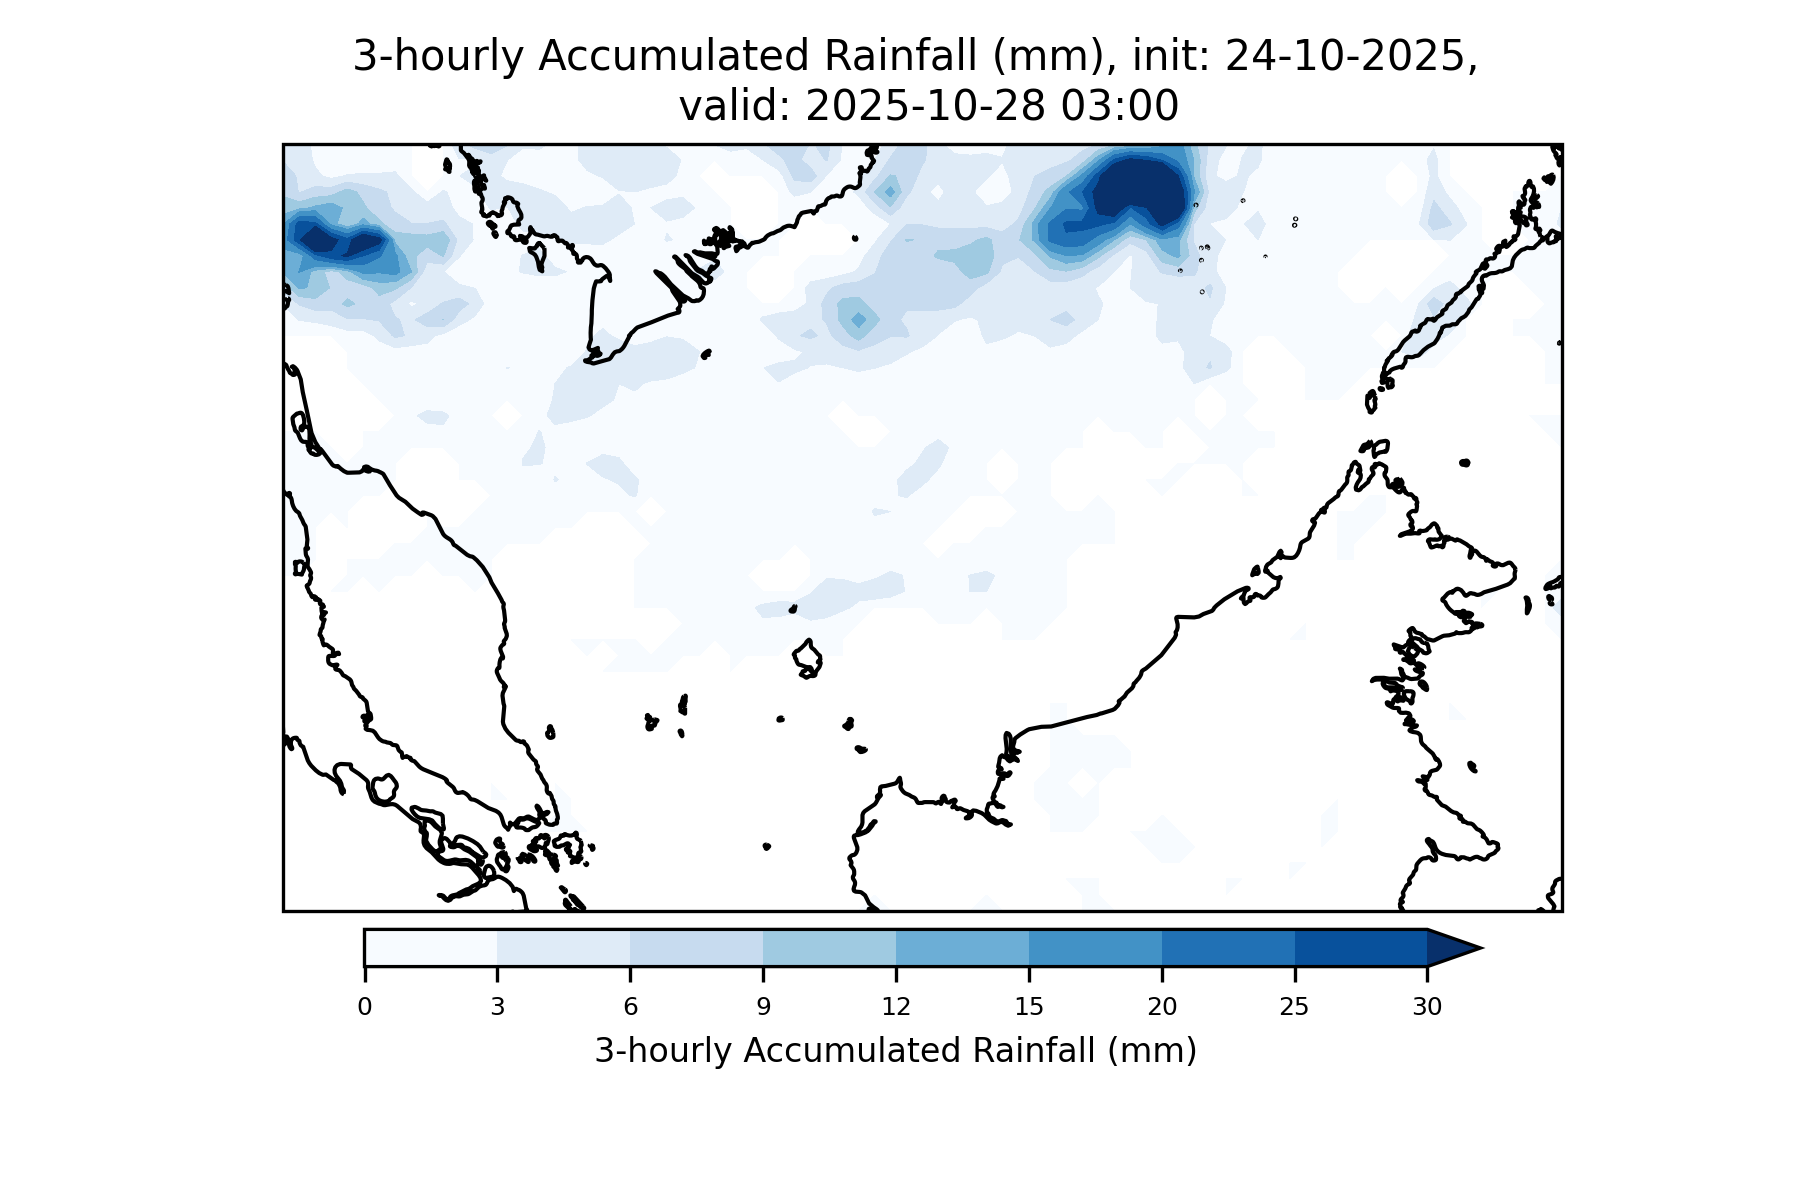 3-hourly Accumulated Rainfall (mm), init: 24-10-2025,
valid: 2025-10-28 03:00
0 3 6 9 12 15 20 25 30
3-hourly Accumulated Rainfall (mm)